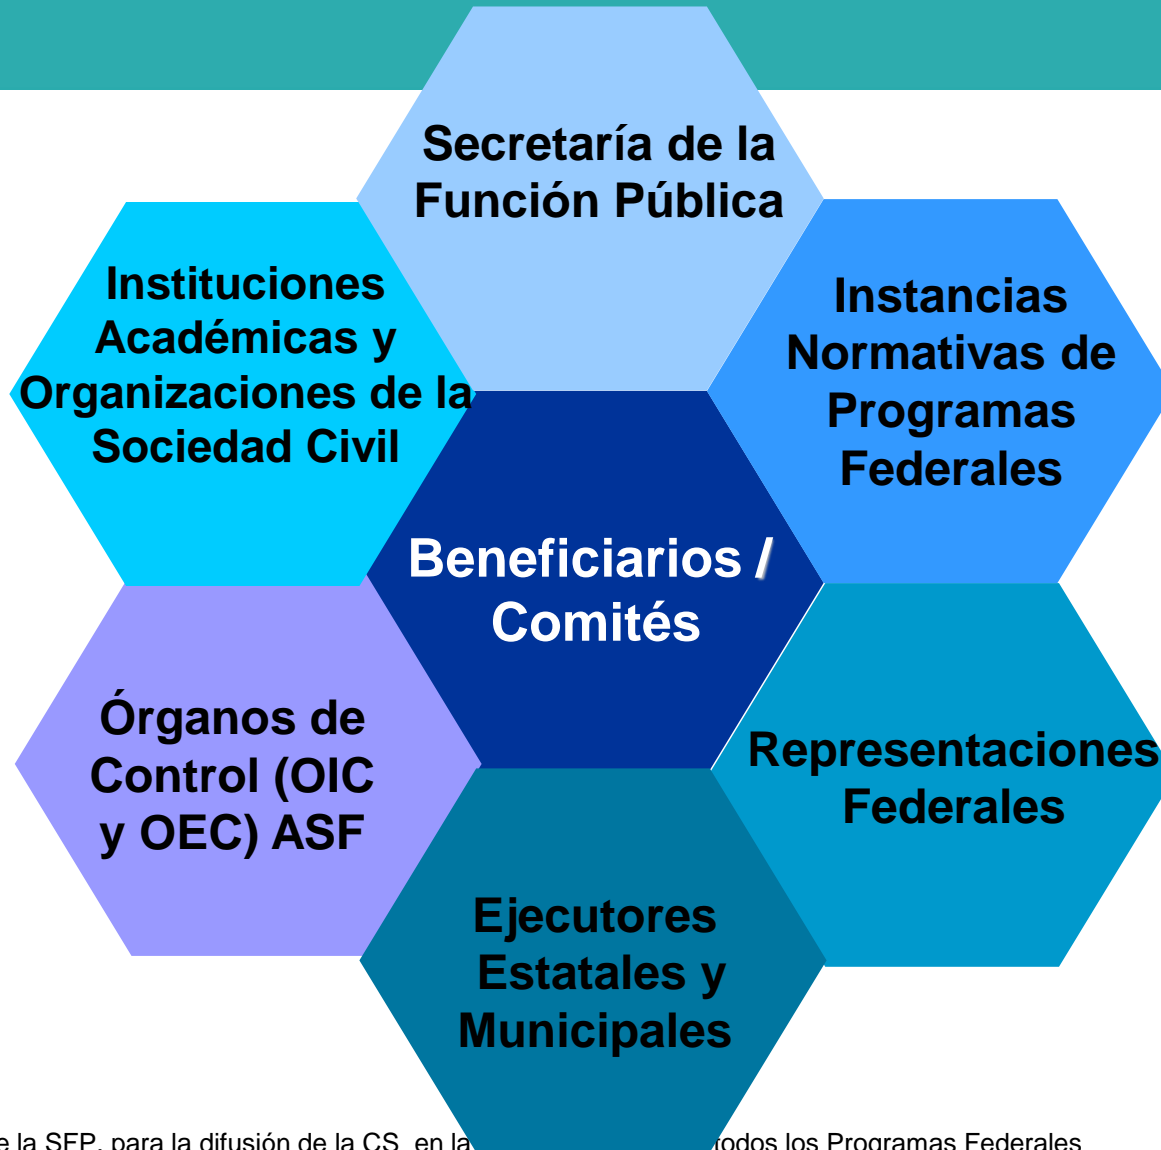 Secretaría de la
Función Pública
Instituciones
Académicas y
Organizaciones de la
Sociedad Civil
Instancias
Normativas de
Programas
Federales
Beneficiarios /
Comités
Órganos de
Control (OIC
y OEC) ASF
Representaciones
Federales
Ejecutores
Estatales y
Municipales
la SFP, para la difusión de la CS en la todos los Programas Federales